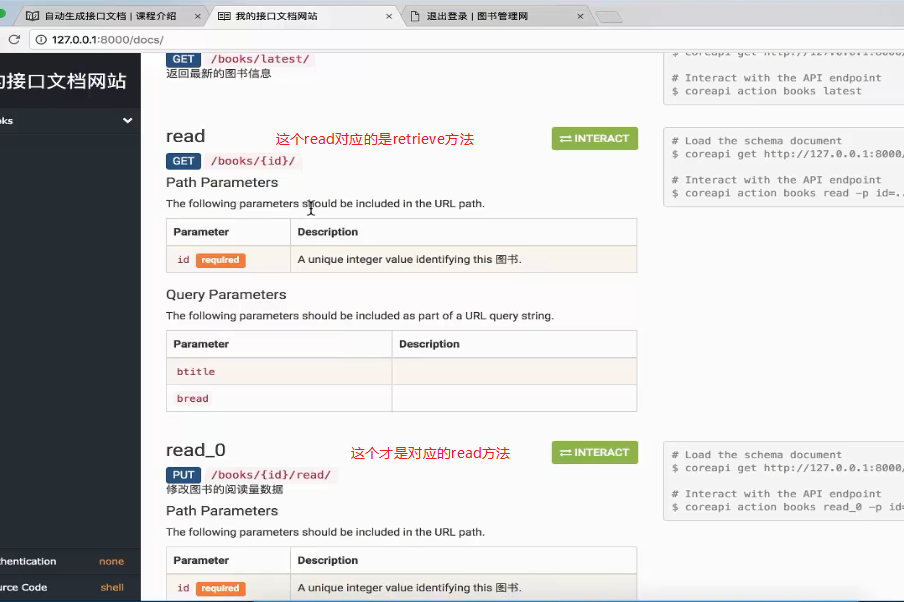 自动生成接口文档 | 课程介绍 × 我的接口文档网站 × 退出登录 | 图书管理网 ×
127.0.0.1:8000/docs/
GET /books/latest/
返回最新的图书信息
的接口文档网站
oks
read
这个read对应的是retrieve方法
INTERACT
GET /books/{id}/
Path Parameters
The following parameters should be included in the URL path.
Parameter Description
id required A unique integer value identifying this 图书.
Query Parameters
The following parameters should be included as part of a URL query string.
Parameter Description
btitle
bread
read_0
这个才是对应的read方法
INTERACT
PUT /books/{id}/read/
修改图书的阅读量数据
Path Parameters
The following parameters should be included in the URL path.
Parameter Description
id required A unique integer value identifying this 图书.
hentication none
urce Code shell
$ coreapi get http://127.0.0.1:8000/
# Interact with the API endpoint
$ coreapi action books latest
# Load the schema document
$ coreapi get http://127.0.0.1:8000/
# Interact with the API endpoint
$ coreapi action books read -p id=..
# Load the schema document
$ coreapi get http://127.0.0.1:8000/
# Interact with the API endpoint
$ coreapi action books read_0 -p id=